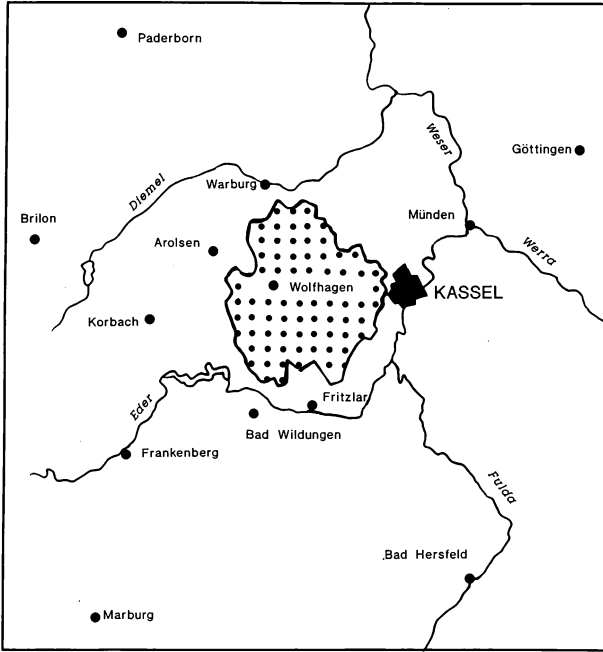 Paderborn
Weser
Göttingen
Diemel
Warburg
Brilon
Münden
Arolsen
Werra
Wolfhagen
KASSEL
Korbach
Eder
Fritzlar
Bad Wildungen
Frankenberg
Fulda
Bad Hersfeld
Marburg